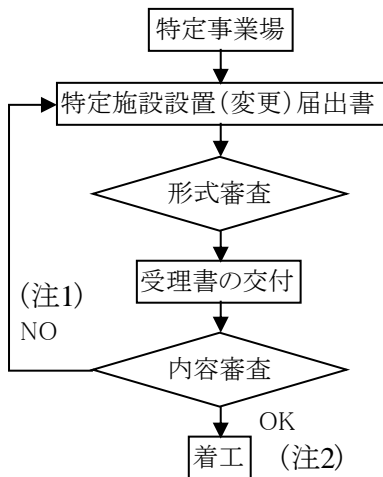 特定事業場
特定施設設置(変更)届出書
形式審査
受理書の交付
(注1)
NO
内容審査
OK
着工
(注2)